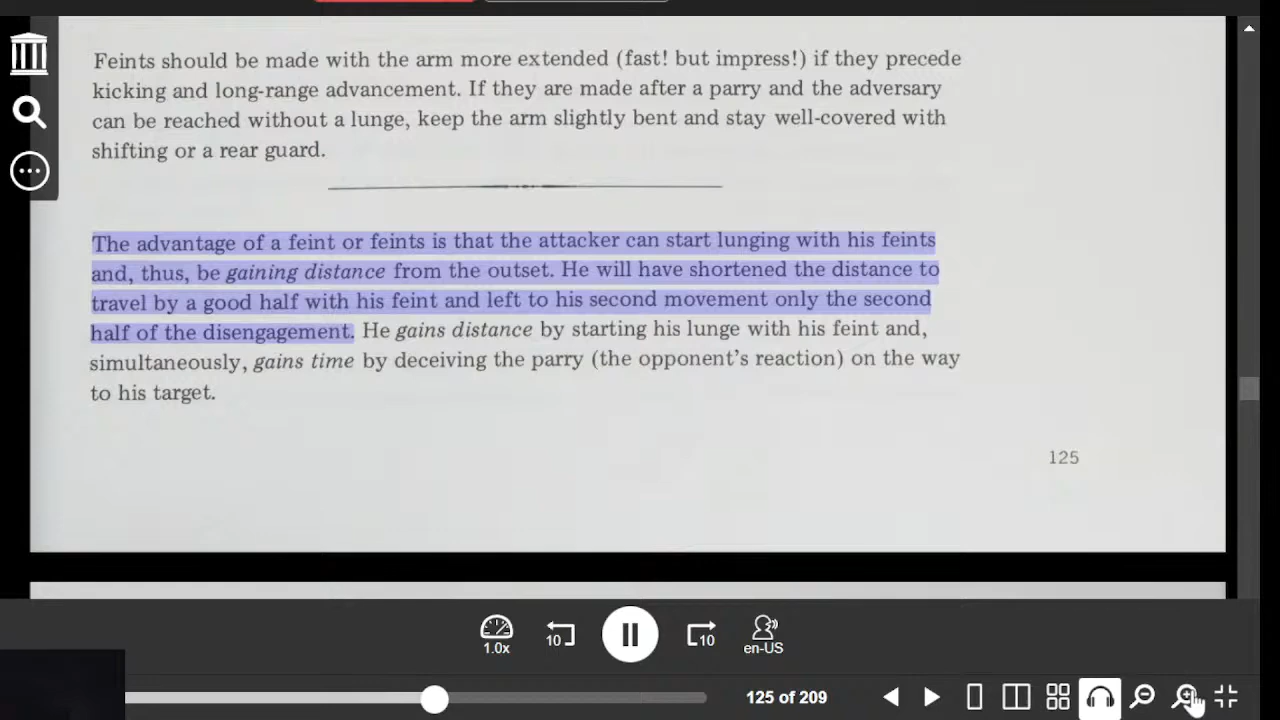 Feints should be made with the arm more extended (fast! but impress!) if they precede
kicking and long-range advancement. If they are made after a parry and the adversary
can be reached without a lunge, keep the arm slightly bent and stay well-covered with
shifting or a rear guard.
The advantage of a feint or feints is that the attacker can start lunging with his feints
and, thus, be gaining distance from the outset. He will have shortened the distance to
travel by a good half with his feint and left to his second movement only the second
half of the disengagement. He gains distance by starting his lunge with his feint and,
simultaneously, gains time by deceiving the parry (the opponent's reaction) on the way
to his target.
125
1.0x
10
10
en-US
125 of 209